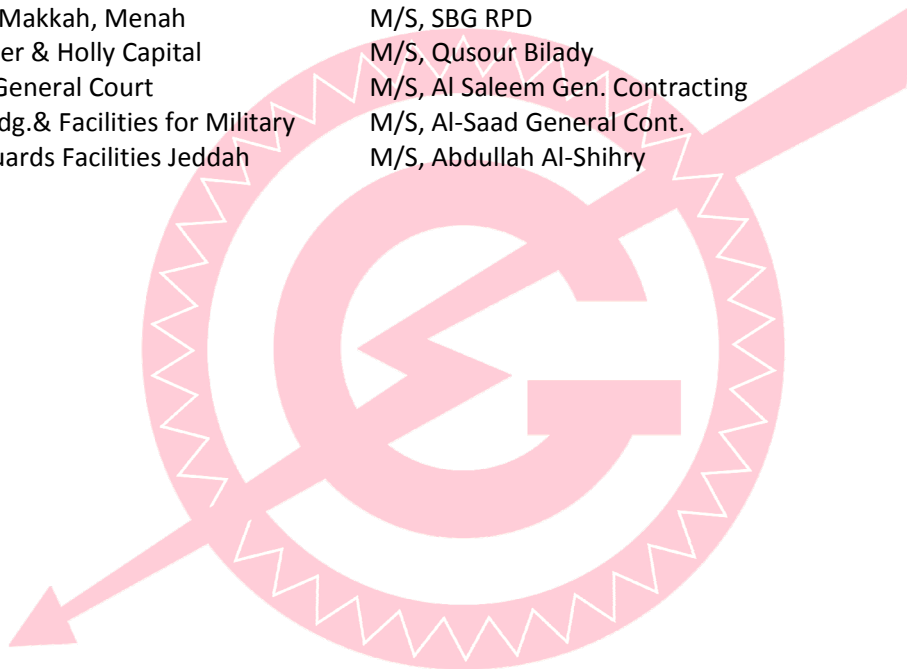 Makkah, Menah M/S, SBG RPD
er & Holly Capital M/S, Qusour Bilady
General Court M/S, Al Saleem Gen. Contracting
dg.& Facilities for Military M/S, Al-Saad General Cont.
uards Facilities Jeddah M/S, Abdullah Al-Shihry
G